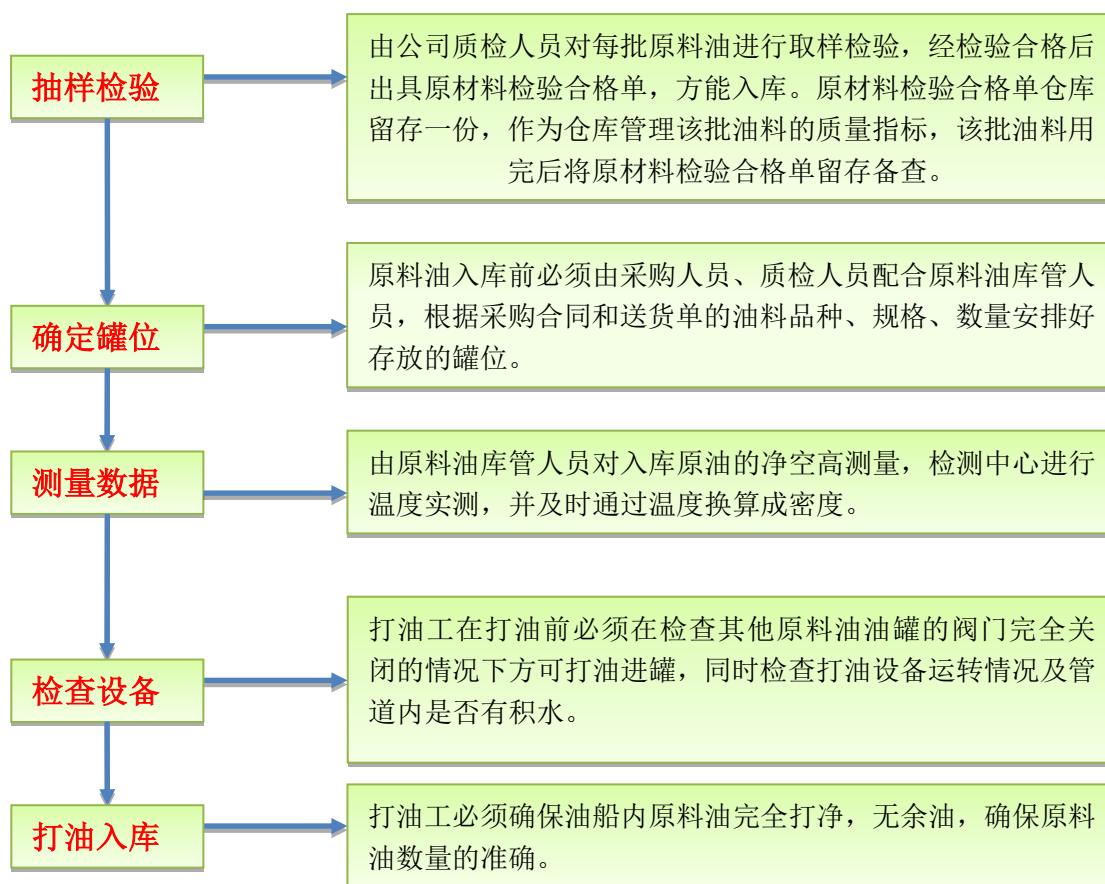 抽样检验
由公司质检人员对每批原料油进行取样检验，经检验合格后
出具原材料检验合格单，方能入库。原材料检验合格单仓库
留存一份，作为仓库管理该批油料的质量指标，该批油料用
完后将原材料检验合格单留存备查。
确定罐位
原料油入库前必须由采购人员、质检人员配合原料油库管人
员，根据采购合同和送货单的油料品种、规格、数量安排好
存放的罐位。
测量数据
由原料油库管人员对入库原油的净空高测量，检测中心进行
温度实测，并及时通过温度换算成密度。
检查设备
打油工在打油前必须在检查其他原料油油罐的阀门完全关
闭的情况下方可打油进罐，同时检查打油设备运转情况及管
道内是否有积水。
打油入库
打油工必须确保油船内原料油完全打净，无余油，确保原料
油数量的准确。